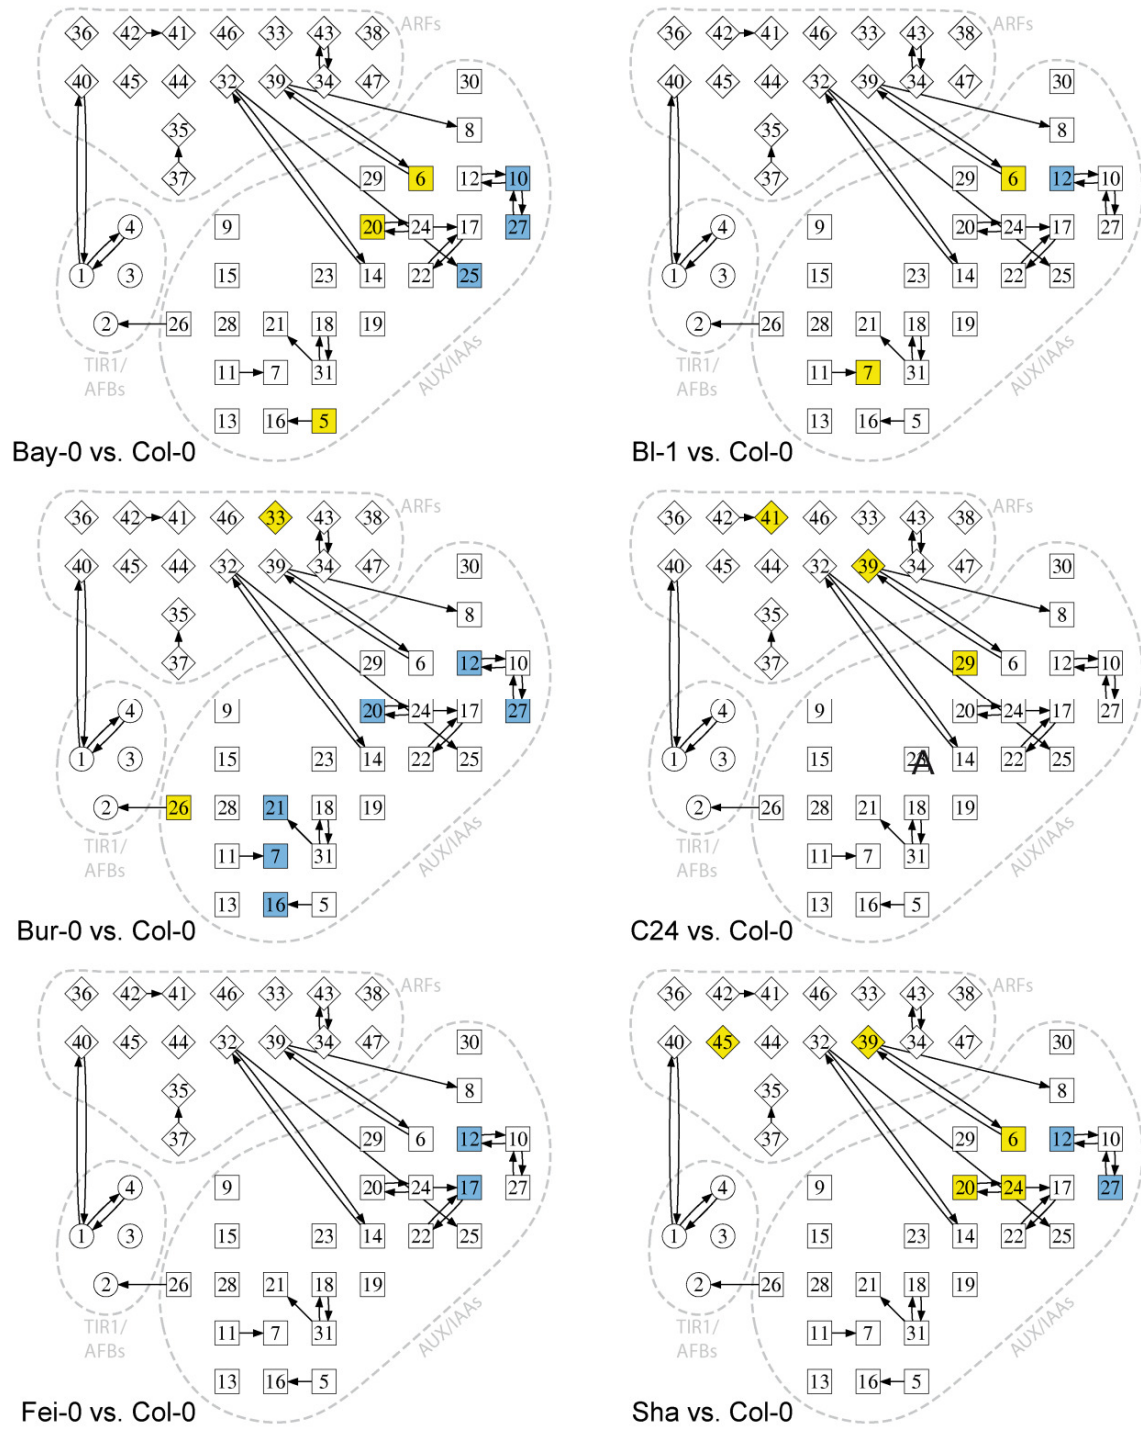 36 42 41 46 33 43 38 ARFs
40 45 44 32 39 34 47 30
35 8
37 29 6 12 10
4 9 20 24 17 27
1 3 15 23 14 22 25
2 26 28 21 18 19
TIR1/
AFBs
11 7 31
AUX/IAAs
13 16 5
Bay-0 vs. Col-0
36 42 41 46 33 43 38 ARFs
40 45 44 32 39 34 47 30
35 8
37 29 6 12 10
4 9 20 24 17 27
1 3 15 23 14 22 25
2 26 28 21 18 19
TIR1/
AFBs
11 7 31
AUX/IAAs
13 16 5
Bl-1 vs. Col-0
36 42 41 46 33 43 38 ARFs
40 45 44 32 39 34 47 30
35 8
37 29 6 12 10
4 9 20 24 17 27
1 3 15 23 14 22 25
2 26 28 21 18 19
TIR1/
AFBs
11 7 31
AUX/IAAs
13 16 5
Bur-0 vs. Col-0
36 42 41 46 33 43 38 ARFs
40 45 44 32 39 34 47 30
35 8
37 29 6 12 10
4 9 20 24 17 27
1 3 15 A 14 22 25
2 26 28 21 18 19
TIR1/
AFBs
11 7 31
AUX/IAAs
13 16 5
C24 vs. Col-0
36 42 41 46 33 43 38 ARFs
40 45 44 32 39 34 47 30
35 8
37 29 6 12 10
4 9 20 24 17 27
1 3 15 23 14 22 25
2 26 28 21 18 19
TIR1/
AFBs
11 7 31
AUX/IAAs
13 16 5
Fei-0 vs. Col-0
36 42 41 46 33 43 38 ARFs
40 45 44 32 39 34 47 30
35 8
37 29 6 12 10
4 9 20 24 17 27
1 3 15 23 14 22 25
2 26 28 21 18 19
TIR1/
AFBs
11 7 31
AUX/IAAs
13 16 5
Sha vs. Col-0